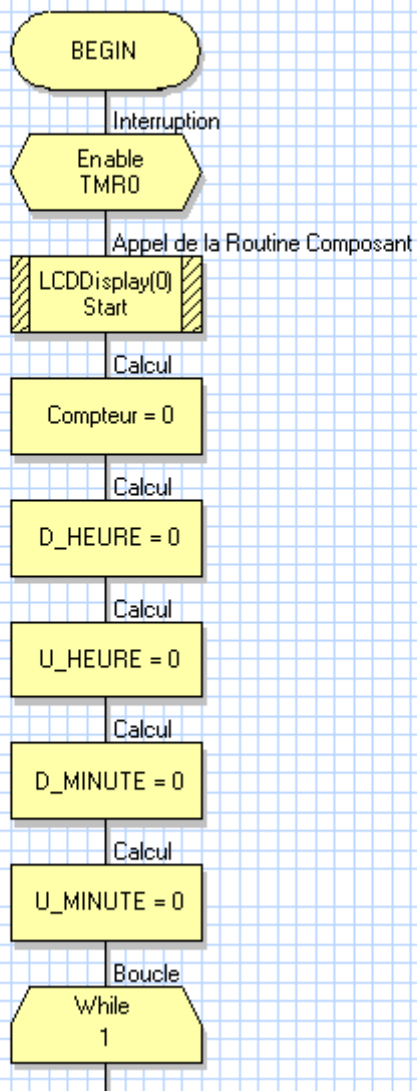 BEGIN
Interruption
Enable
TMR0
Appel de la Routine Composant
LCDDisplay(0)
Start
Calcul
Compteur = 0
Calcul
D_HEURE = 0
Calcul
U_HEURE = 0
Calcul
D_MINUTE = 0
Calcul
U_MINUTE = 0
Boucle
While
1